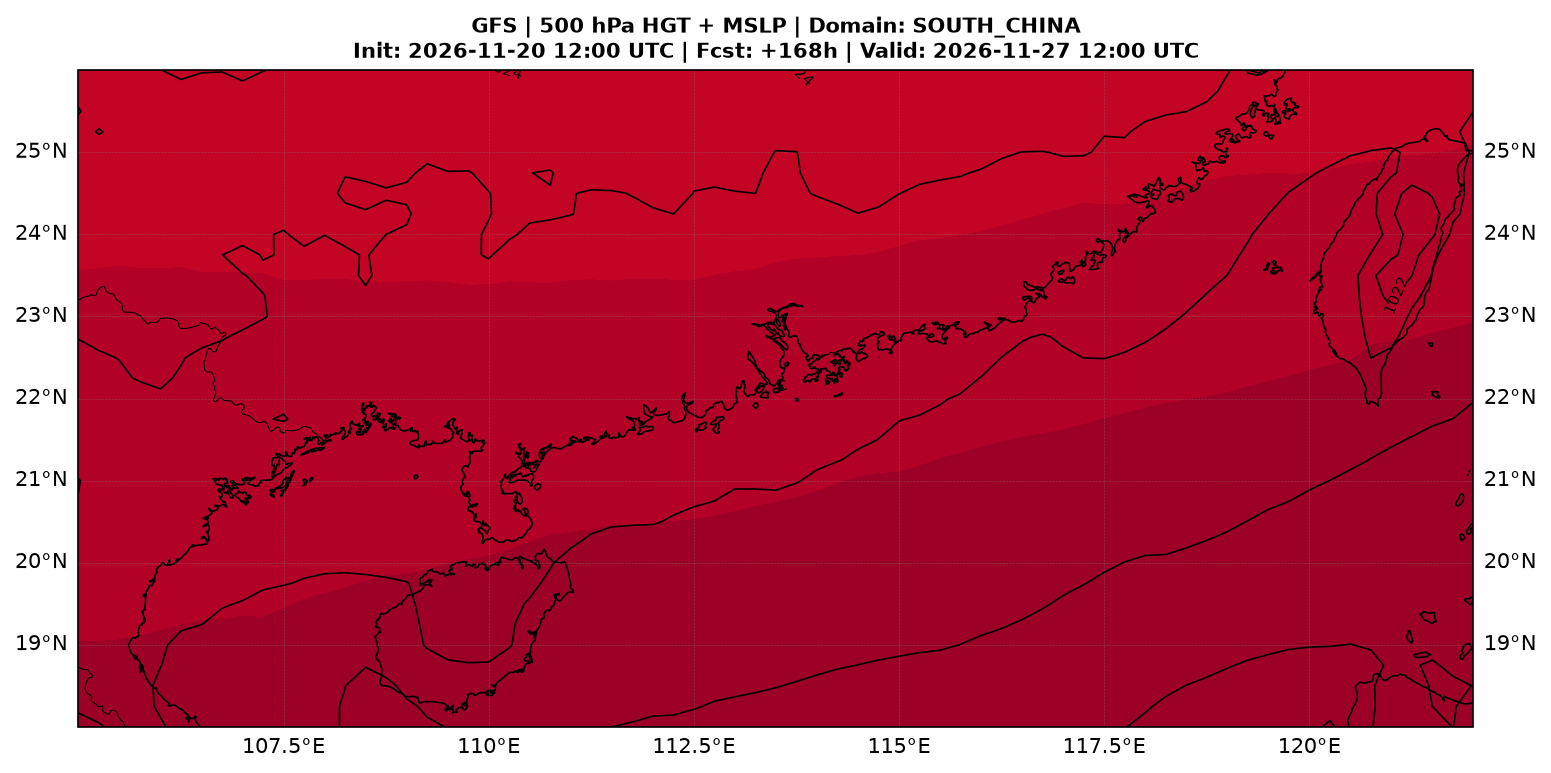 GFS | 500 hPa HGT + MSLP | Domain: SOUTH_CHINA
Init: 2026-11-20 12:00 UTC | Fcst: +168h | Valid: 2026-11-27 12:00 UTC
25°N 25°N
24°N 24°N
23°N 1022 23°N
22°N 22°N
21°N 21°N
20°N 20°N
19°N 19°N
107.5°E 110°E 112.5°E 115°E 117.5°E 120°E